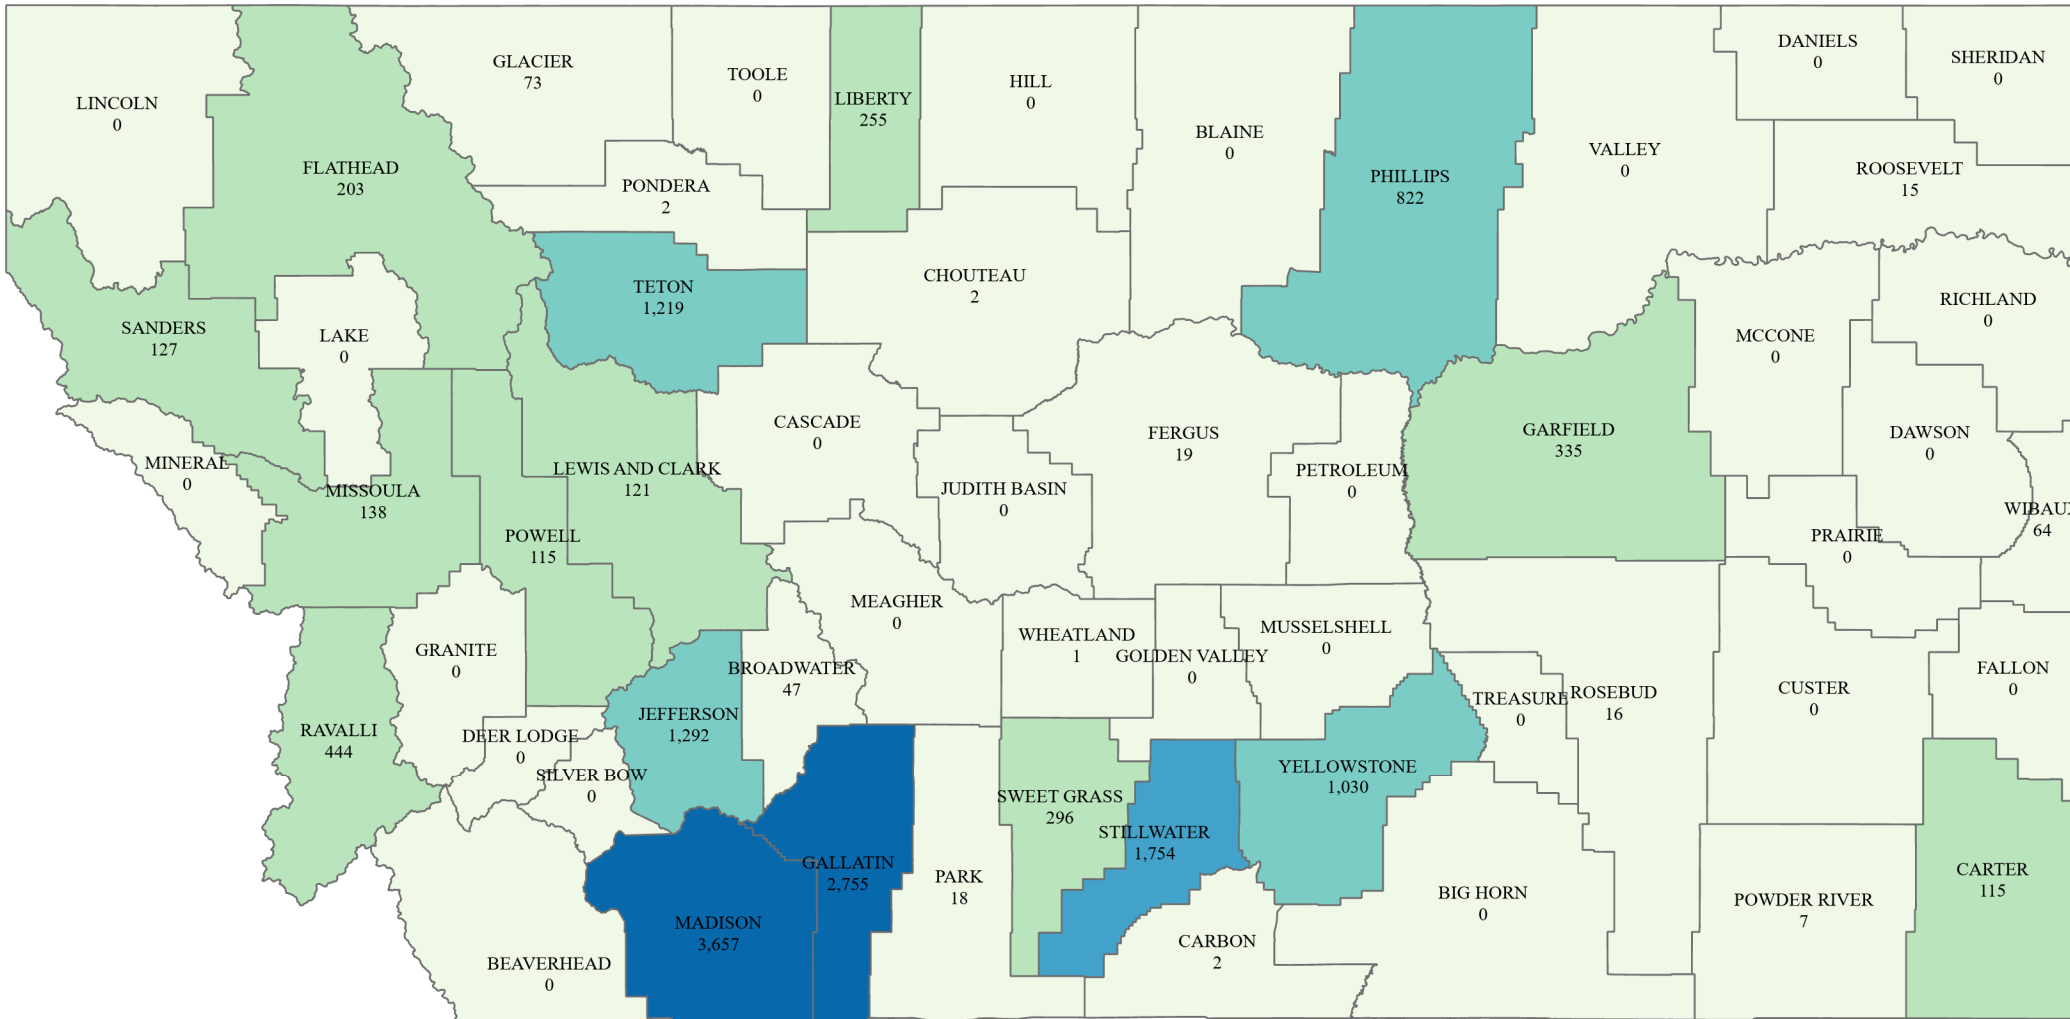 LINCOLN
0
FLATHEAD
203
GLACIER
73
TOOLE
0
LIBERTY
255
HILL
0
BLAINE
0
PHILLIPS
822
VALLEY
0
DANIELS
0
SHERIDAN
0
ROOSEVELT
15
PONDERA
2
TETON
1,219
CHOUTEAU
2
RICHLAND
0
SANDERS
127
LAKE
0
MCCONE
0
CASCADE
0
FERGUS
19
GARFIELD
335
DAWSON
0
MINERAL
0
MISSOULA
138
LEWIS AND CLARK
121
JUDITH BASIN
0
PETROLEUM
0
WIBAUX
64
POWELL
115
PRAIRIE
0
MEAGHER
0
WHEATLAND
1
GOLDEN VALLEY
0
MUSSELSHELL
0
GRANITE
0
BROADWATER
47
TREASURE
0
ROSEBUD
16
CUSTER
0
FALLON
0
RAVALLI
444
DEER LODGE
0
JEFFERSON
1,292
SILVER BOW
0
SWEET GRASS
296
STILLWATER
1,754
YELLOWSTONE
1,030
GALLATIN
2,755
PARK
18
BIG HORN
0
POWDER RIVER
7
CARTER
115
MADISON
3,657
CARBON
2
BEAVERHEAD
0